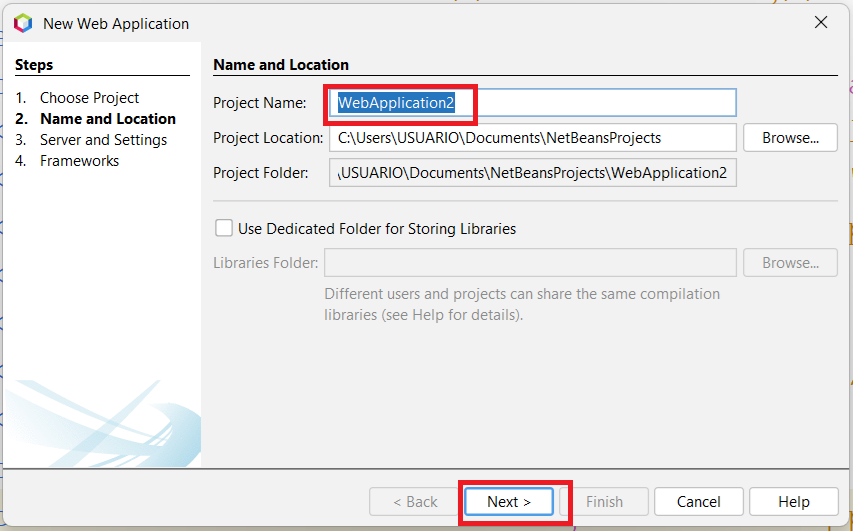 New Web Application
Steps
1. Choose Project
2. Name and Location
3. Server and Settings
4. Frameworks
Name and Location
Project Name: WebApplication2
Project Location: C:\Users\USUARIO\Documents\NetBeansProjects Browse...
Project Folder: \USUARIO\Documents\NetBeansProjects\WebApplication2
Use Dedicated Folder for Storing Libraries
Libraries Folder: Browse...
Different users and projects can share the same compilation
libraries (see Help for details).
< Back Next > Finish Cancel Help